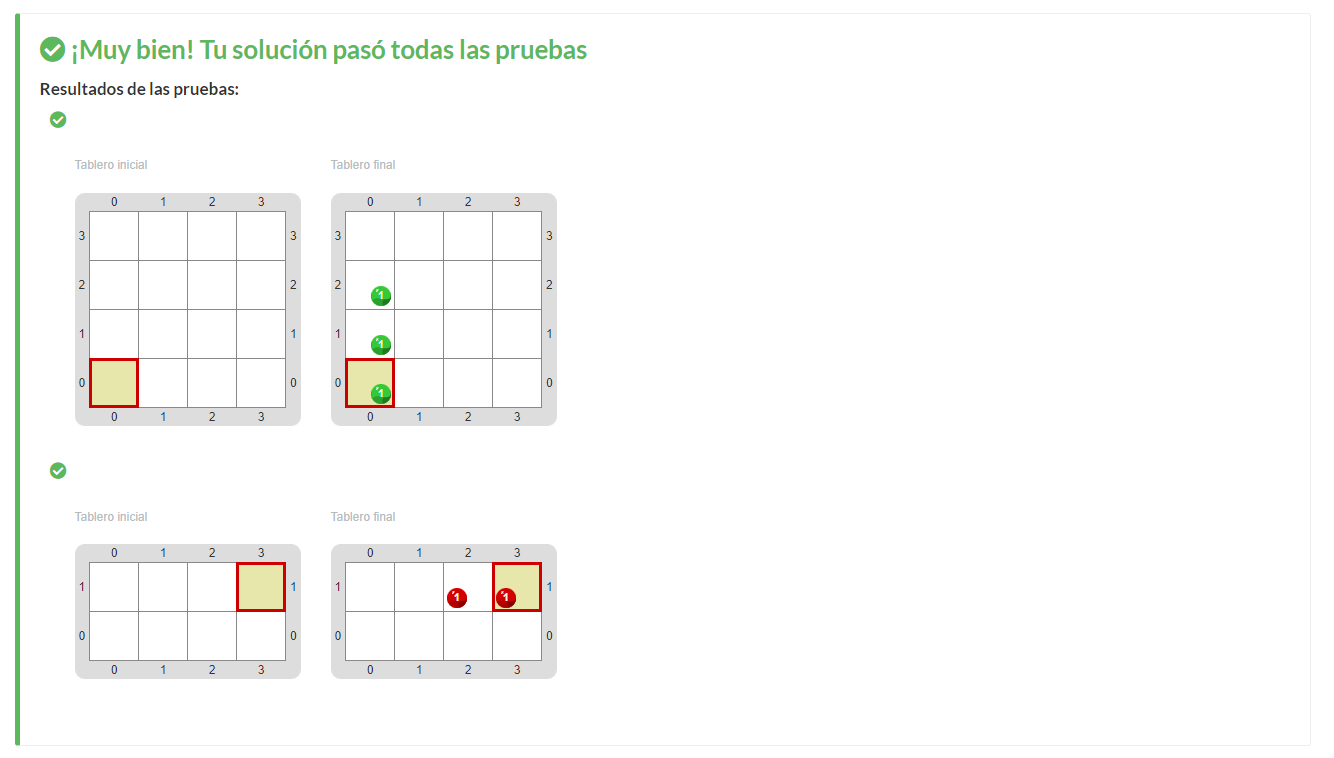 ¡Muy bien! Tu solución pasó todas las pruebas
Resultados de las pruebas:
Tablero inicial Tablero final
0 1 2 3 0 1 2 3
3 3 3 3
2 2 2 1 2
1 1 1 1 1
0 0 0 1 0
0 1 2 3 0 1 2 3
Tablero inicial Tablero final
0 1 2 3 0 1 2 3
1 1 1 1 1 1
0 0 0 0
0 1 2 3 0 1 2 3